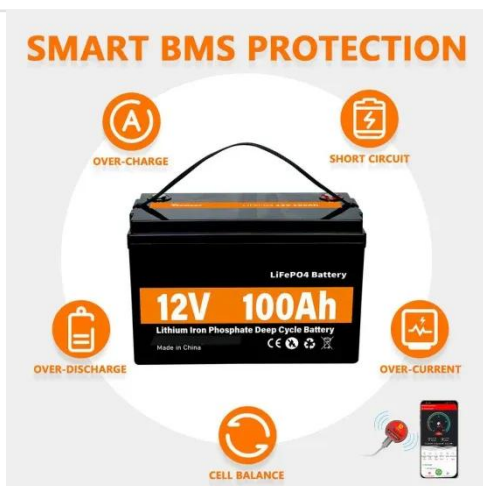 SMART BMS PROTECTION
OVER-CHARGE
SHORT CIRCUIT
LiFePO4 Battery
12V 100Ah
Lithium Iron Phosphate Deep Cycle Battery
Made in China
CE
OVER-DISCHARGE
OVER-CURRENT
CELL BALANCE